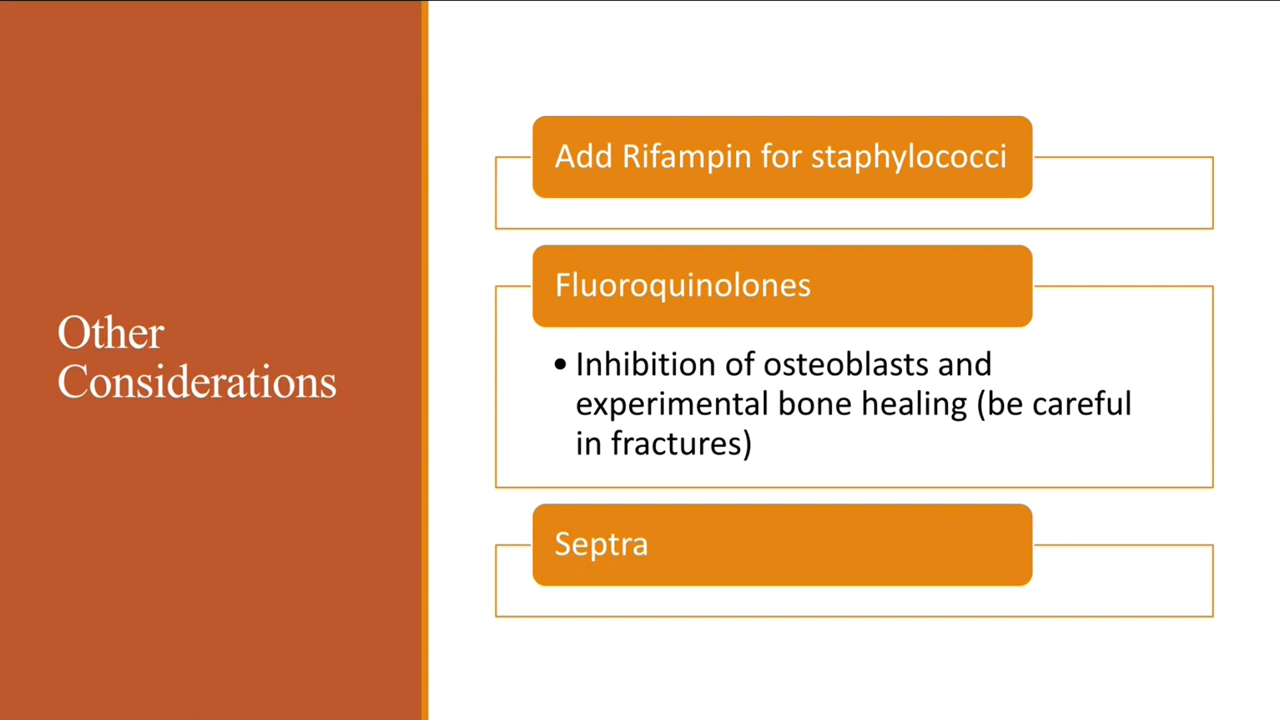 Other
Considerations
Add Rifampin for staphylococci
Fluoroquinolones
• Inhibition of osteoblasts and
experimental bone healing (be careful
in fractures)
Septra